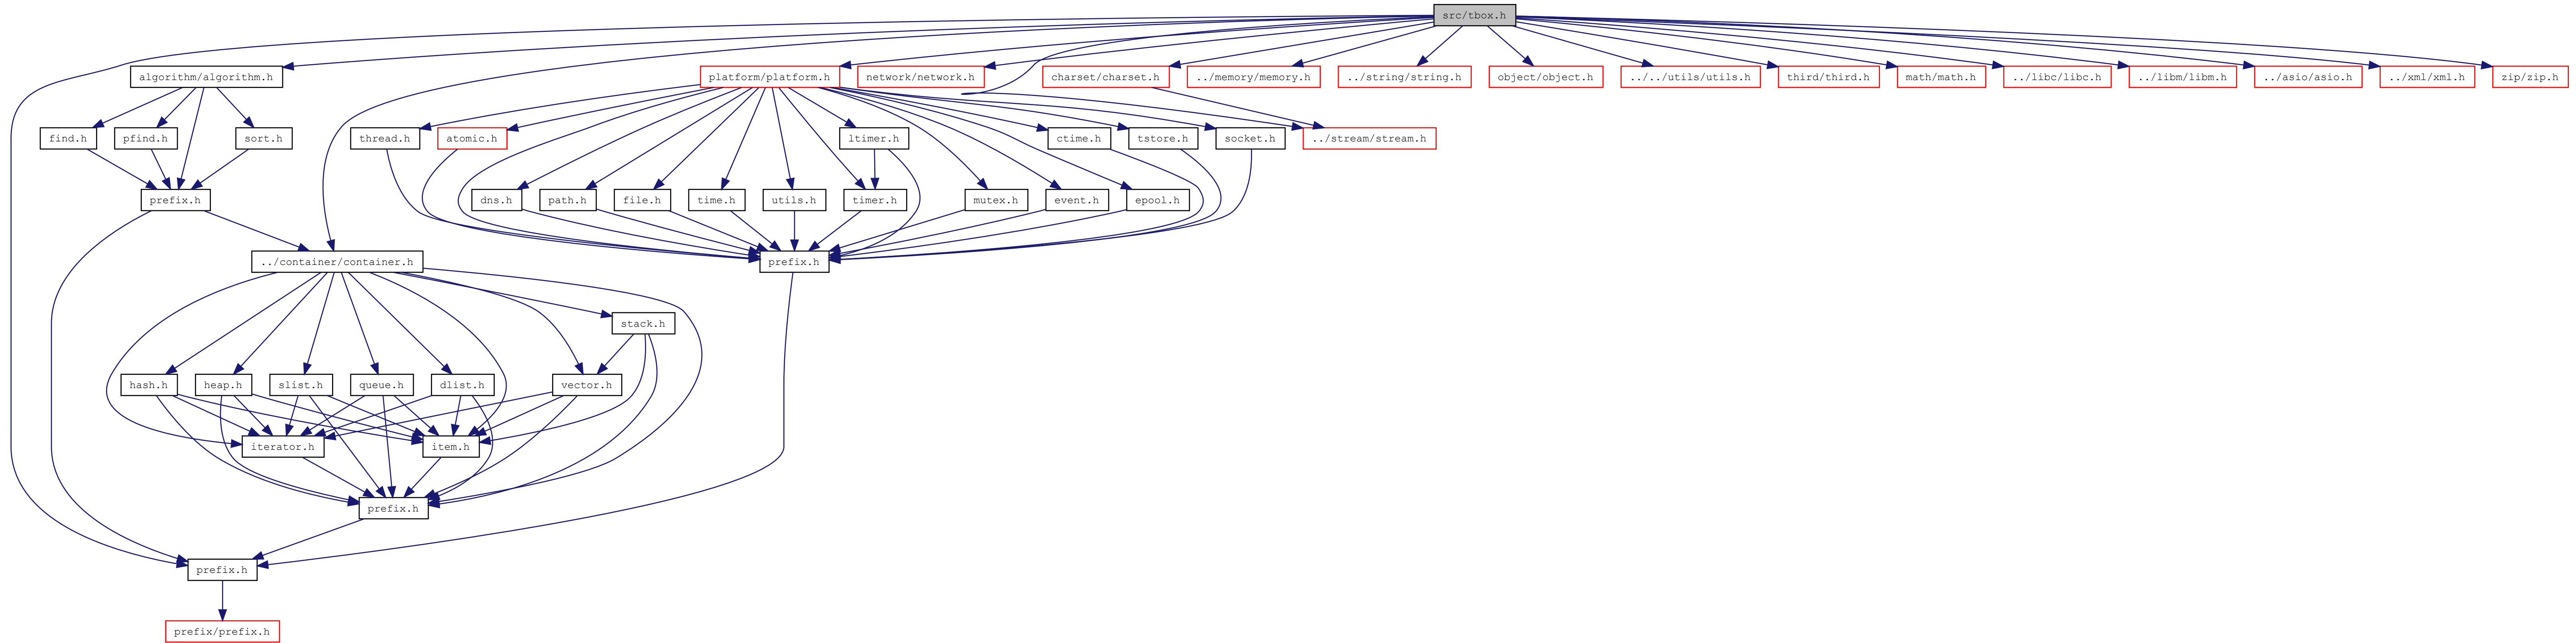 src/tbox.h
algorithm/algorithm.h
platform/platform.h
network/network.h
charset/charset.h
../memory/memory.h
../string/string.h
object/object.h
../../utils/utils.h
third/third.h
math/math.h
../libc/libc.h
../libm/libm.h
../asio/asio.h
../xml/xml.h
zip/zip.h
find.h
pfind.h
sort.h
thread.h
atomic.h
ltimer.h
ctime.h
tstore.h
socket.h
../stream/stream.h
prefix.h
dns.h
path.h
file.h
time.h
utils.h
timer.h
mutex.h
event.h
epool.h
../container/container.h
prefix.h
stack.h
hash.h
heap.h
slist.h
queue.h
dlist.h
vector.h
iterator.h
item.h
prefix.h
prefix.h
prefix/prefix.h